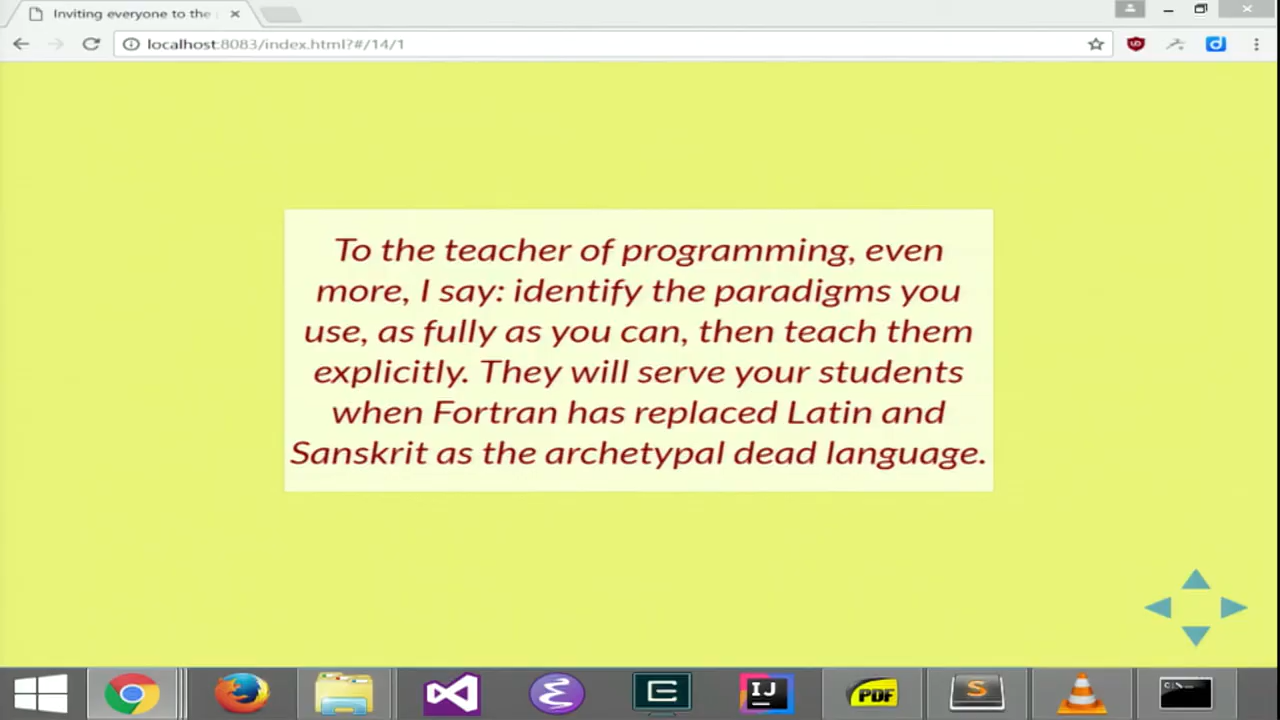 Inviting everyone to the
localhost:8083/index.html?#/14/1
To the teacher of programming, even
more, I say: identify the paradigms you
use, as fully as you can, then teach them
explicitly. They will serve your students
when Fortran has replaced Latin and
Sanskrit as the archetypal dead language.
IJ
PDF
S